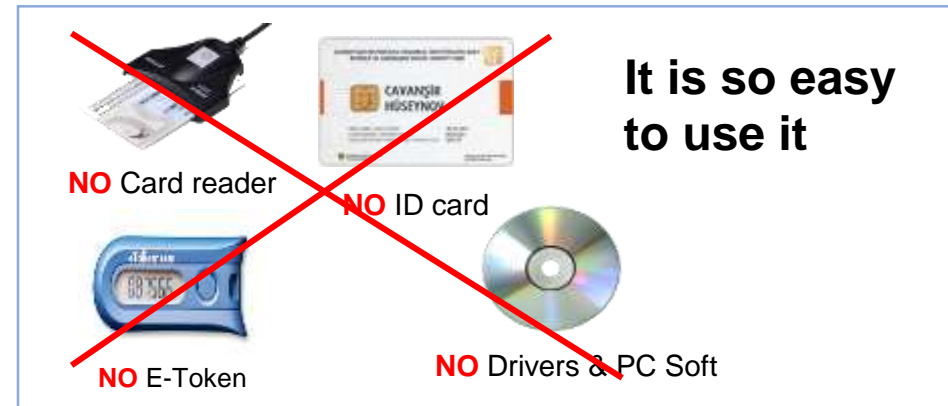 It is so easy
to use it
CAVANŞİR
HÜSEYNOV
NO Card reader
NO ID card
NO E-Token
NO Drivers & PC Soft